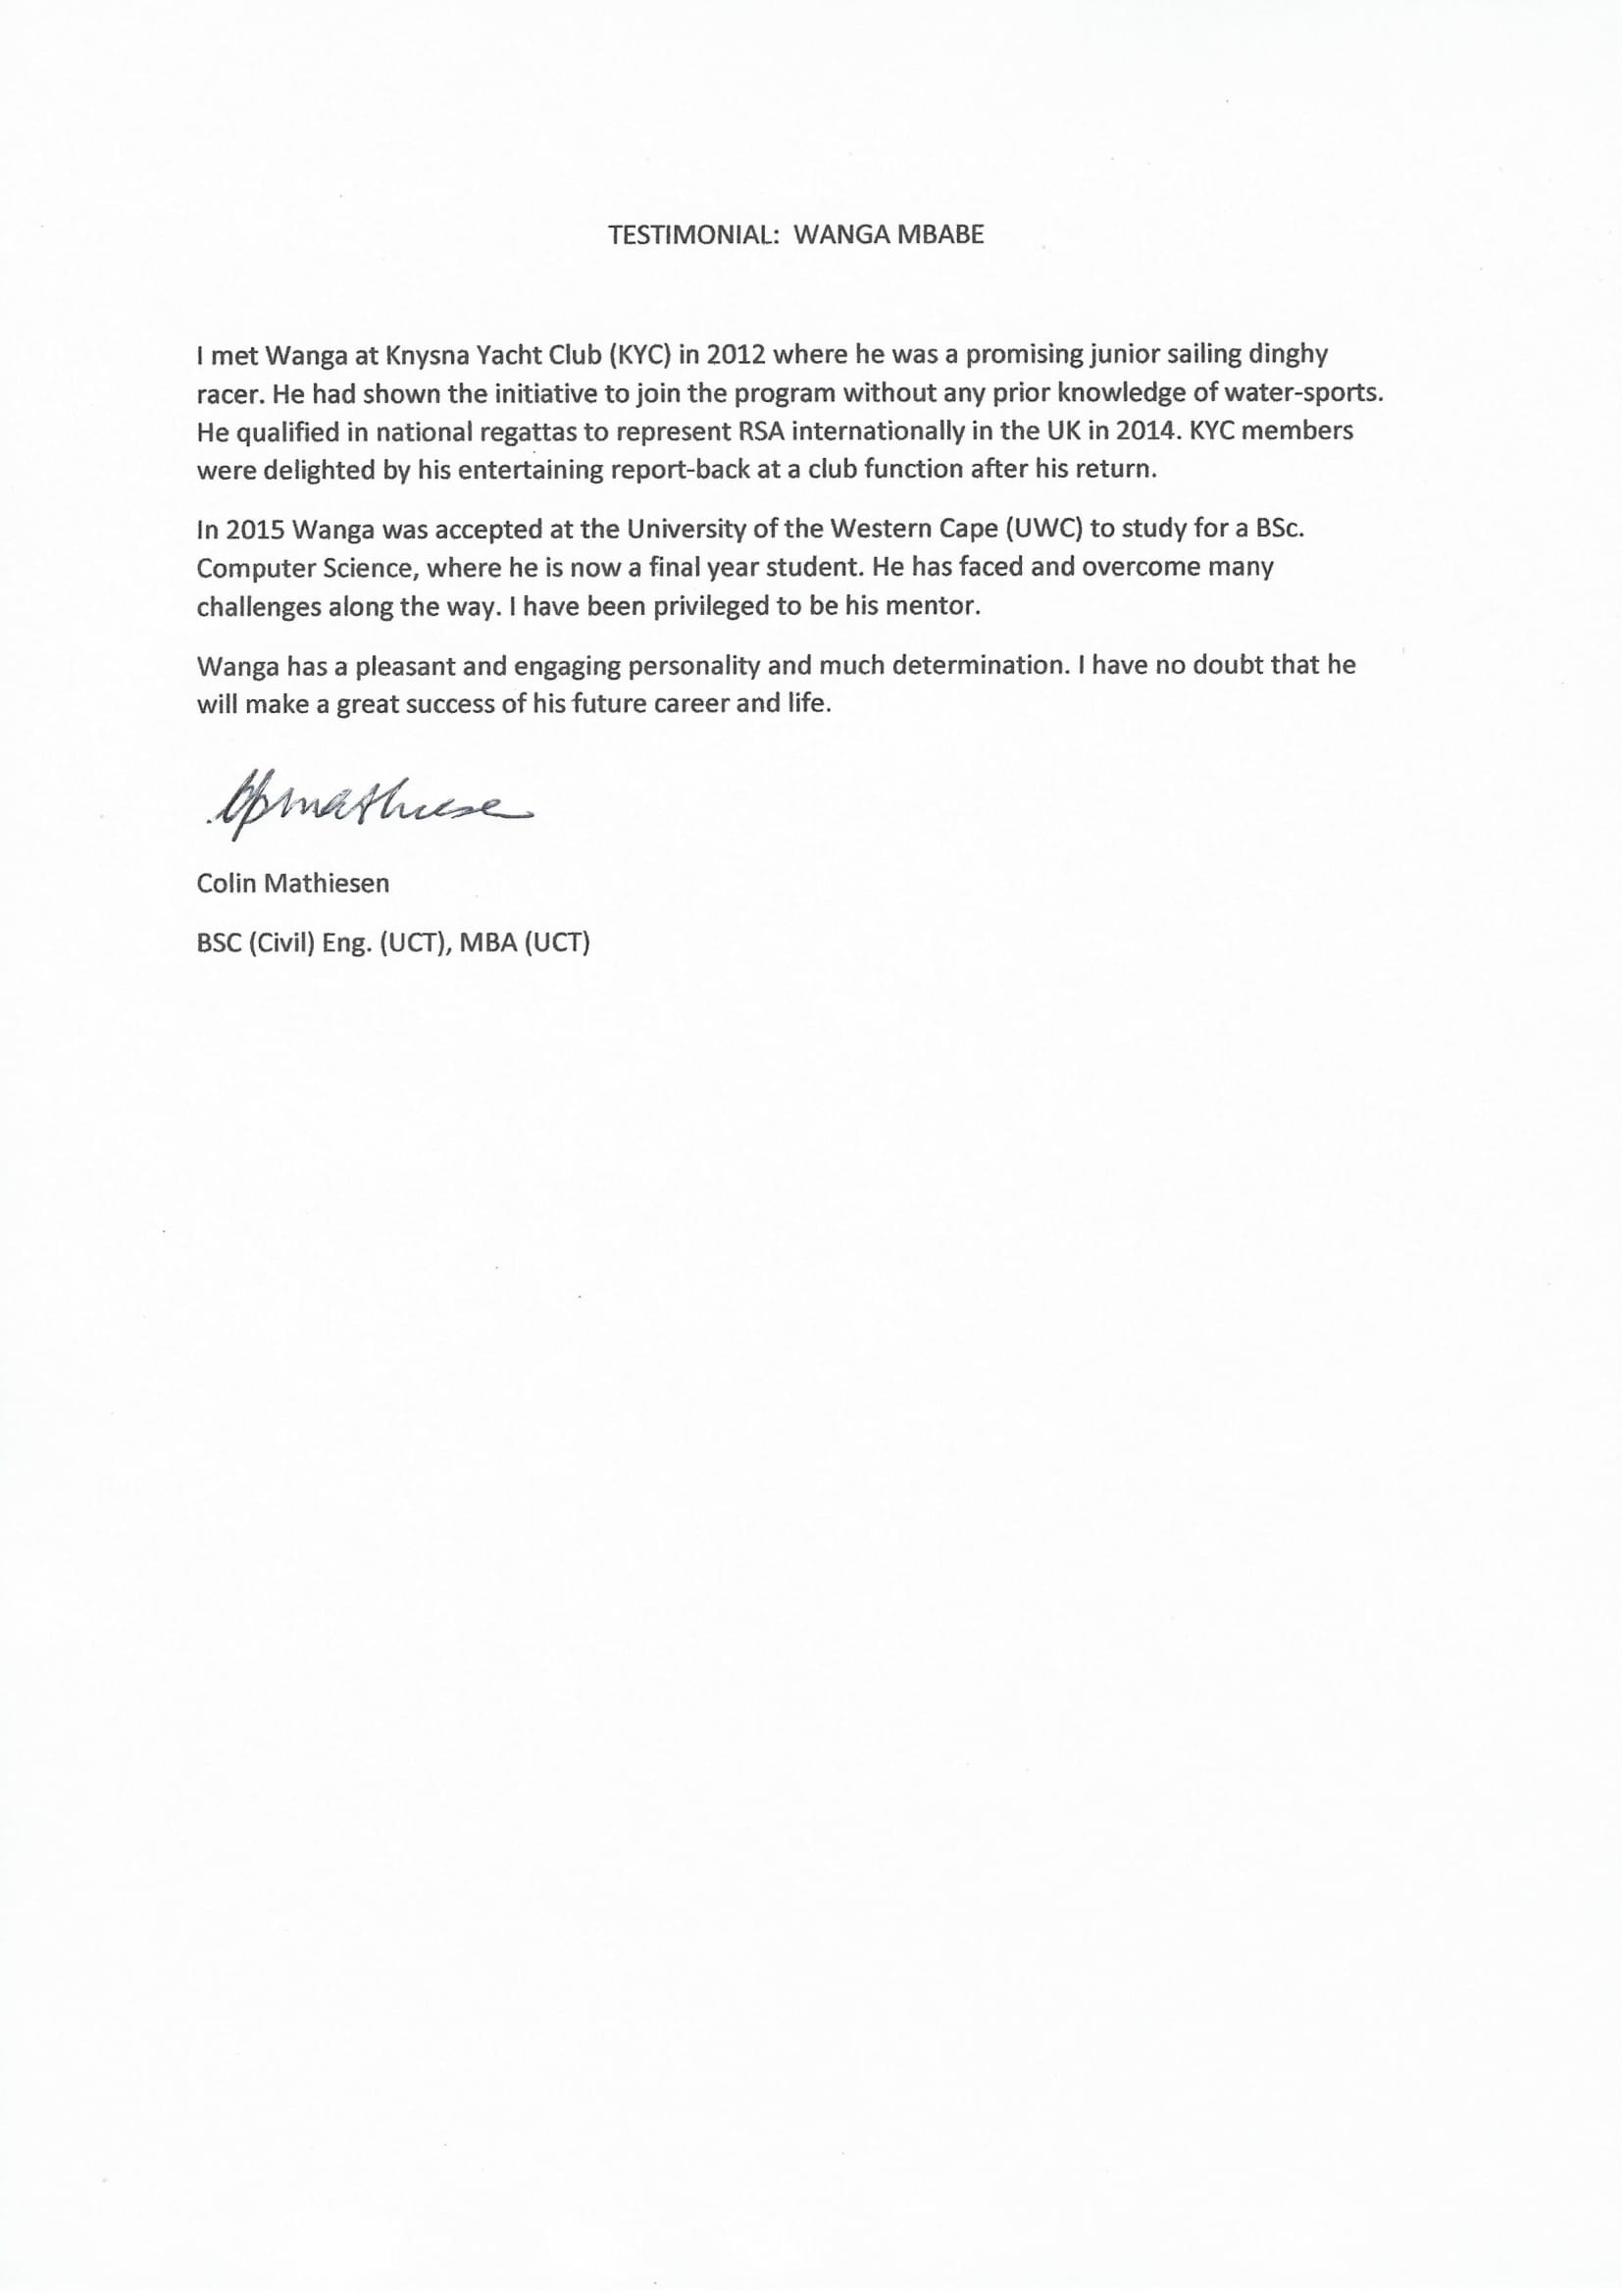 TESTIMONIAL: WANGA MBABE
I met Wanga at Knysna Yacht Club (KYC) in 2012 where he was a promising junior sailing dinghy
racer. He had shown the initiative to join the program without any prior knowledge of water-sports.
He qualified in national regattas to represent RSA internationally in the UK in 2014. KYC members
were delighted by his entertaining report-back at a club function after his return.
In 2015 Wanga was accepted at the University of the Western Cape (UWC) to study for a BSc.
Computer Science, where he is now a final year student. He has faced and overcome many
challenges along the way. I have been privileged to be his mentor.
Wanga has a pleasant and engaging personality and much determination. I have no doubt that he
will make a great success of his future career and life.
Colin Mathiesen
BSC (Civil) Eng. (UCT), MBA (UCT)